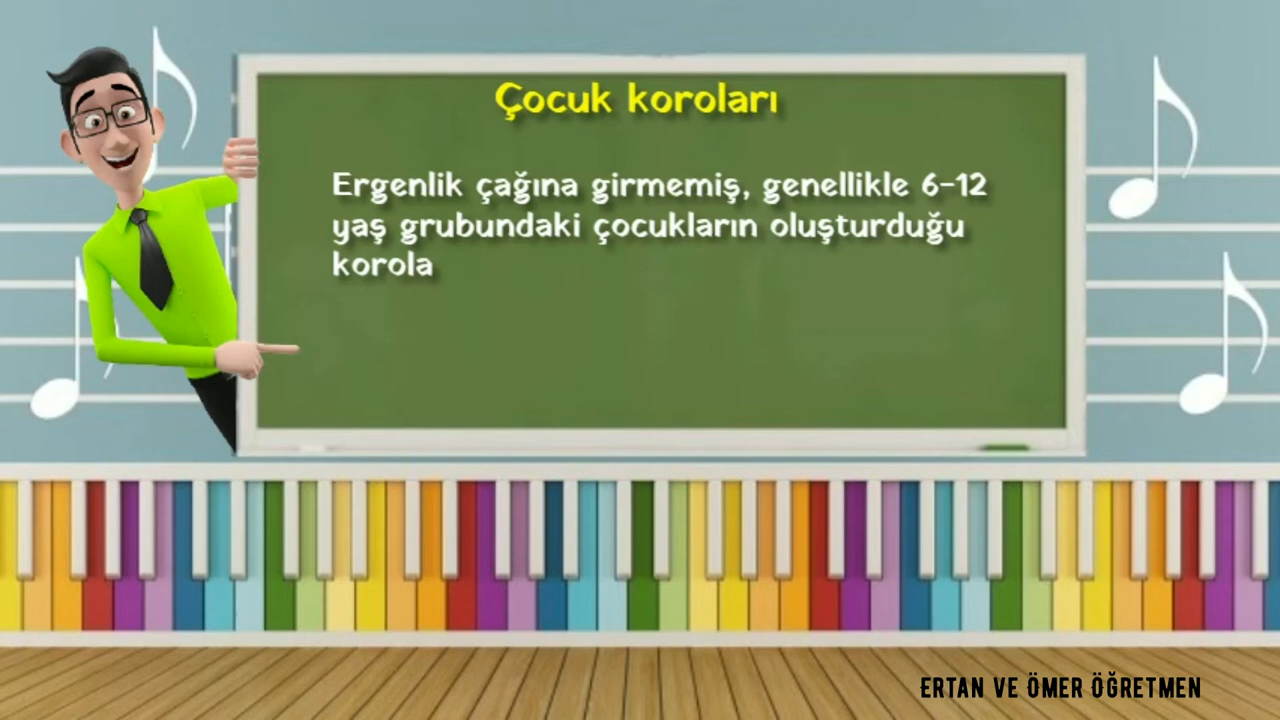 Çocuk koroları
Ergenlik çağına girmemiş, genellikle 6-12
yaş grubundaki çocukların oluşturduğu
korola
ERTAN VE ÖMER ÖĞRETMEN